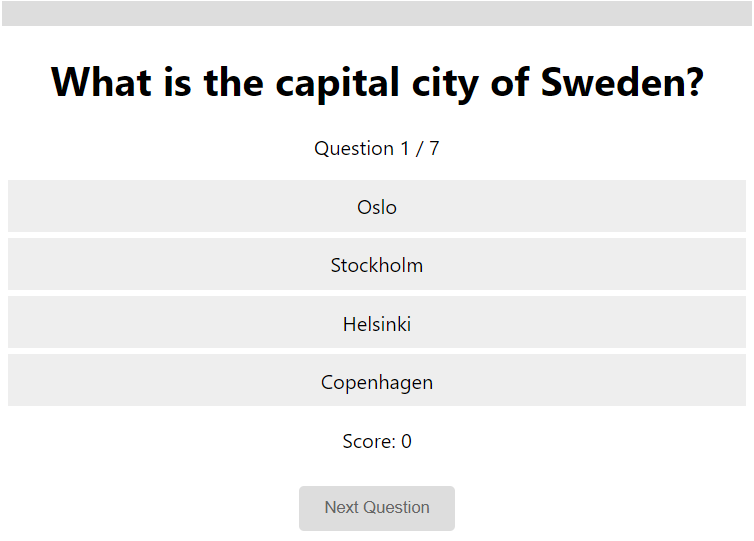 What is the capital city of Sweden?
Question 1 / 7
Oslo
Stockholm
Helsinki
Copenhagen
Score: 0
Next Question